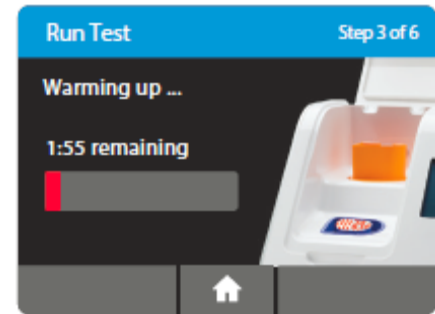 Run Test
Step 3 of 6
Warming up ...
1:55 remaining